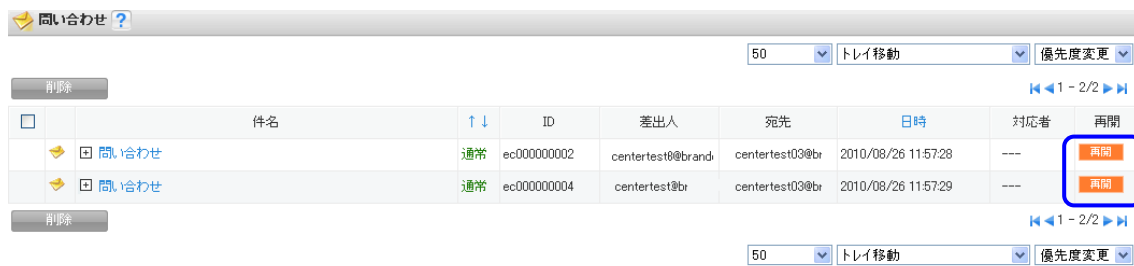 問い合わせ ?
50 トレイ移動 優先度変更
削除 1 - 2/2
件名 ↑↓ ID 差出人 宛先 日時 対応者 再開
問い合わせ 通常 ec000000002 centertest8@brand centertest03@br 2010/08/26 11:57:28 --- 再開
問い合わせ 通常 ec000000004 centertest@br centertest03@br 2010/08/26 11:57:29 --- 再開
削除 1 - 2/2
50 トレイ移動 優先度変更